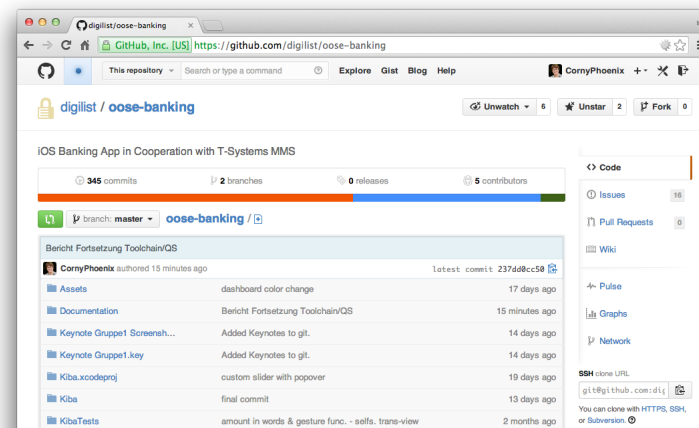 digilist/oose-banking
GitHub, Inc. [US] https://github.com/digilist/oose-banking
This repository Search or type a command Explore Gist Blog Help CornyPhoenix
digilist / oose-banking Unwatch 6 Unstar 2 Fork 0
iOS Banking App in Cooperation with T-Systems MMS
345 commits 2 branches 0 releases 5 contributors
branch: master oose-banking /
Bericht Fortsetzung Toolchain/QS
CornyPhoenix authored 15 minutes ago latest commit 237dd0cc50
Assets dashboard color change 17 days ago
Documentation Bericht Fortsetzung Toolchain/QS 15 minutes ago
Keynote Gruppe1 Screensh... Added Keynotes to git. 14 days ago
Keynote Gruppe1.key Added Keynotes to git. 14 days ago
Kiba.xcodeproj custom slider with popover 19 days ago
Kiba final commit 13 days ago
KibaTests amount in words & gesture func. - selfs. trans-view 2 months ago
Code
Issues 16
Pull Requests 0
Wiki
Pulse
Graphs
Network
SSH clone URL
git@github.com:dig
You can clone with HTTPS, SSH,
or Subversion.